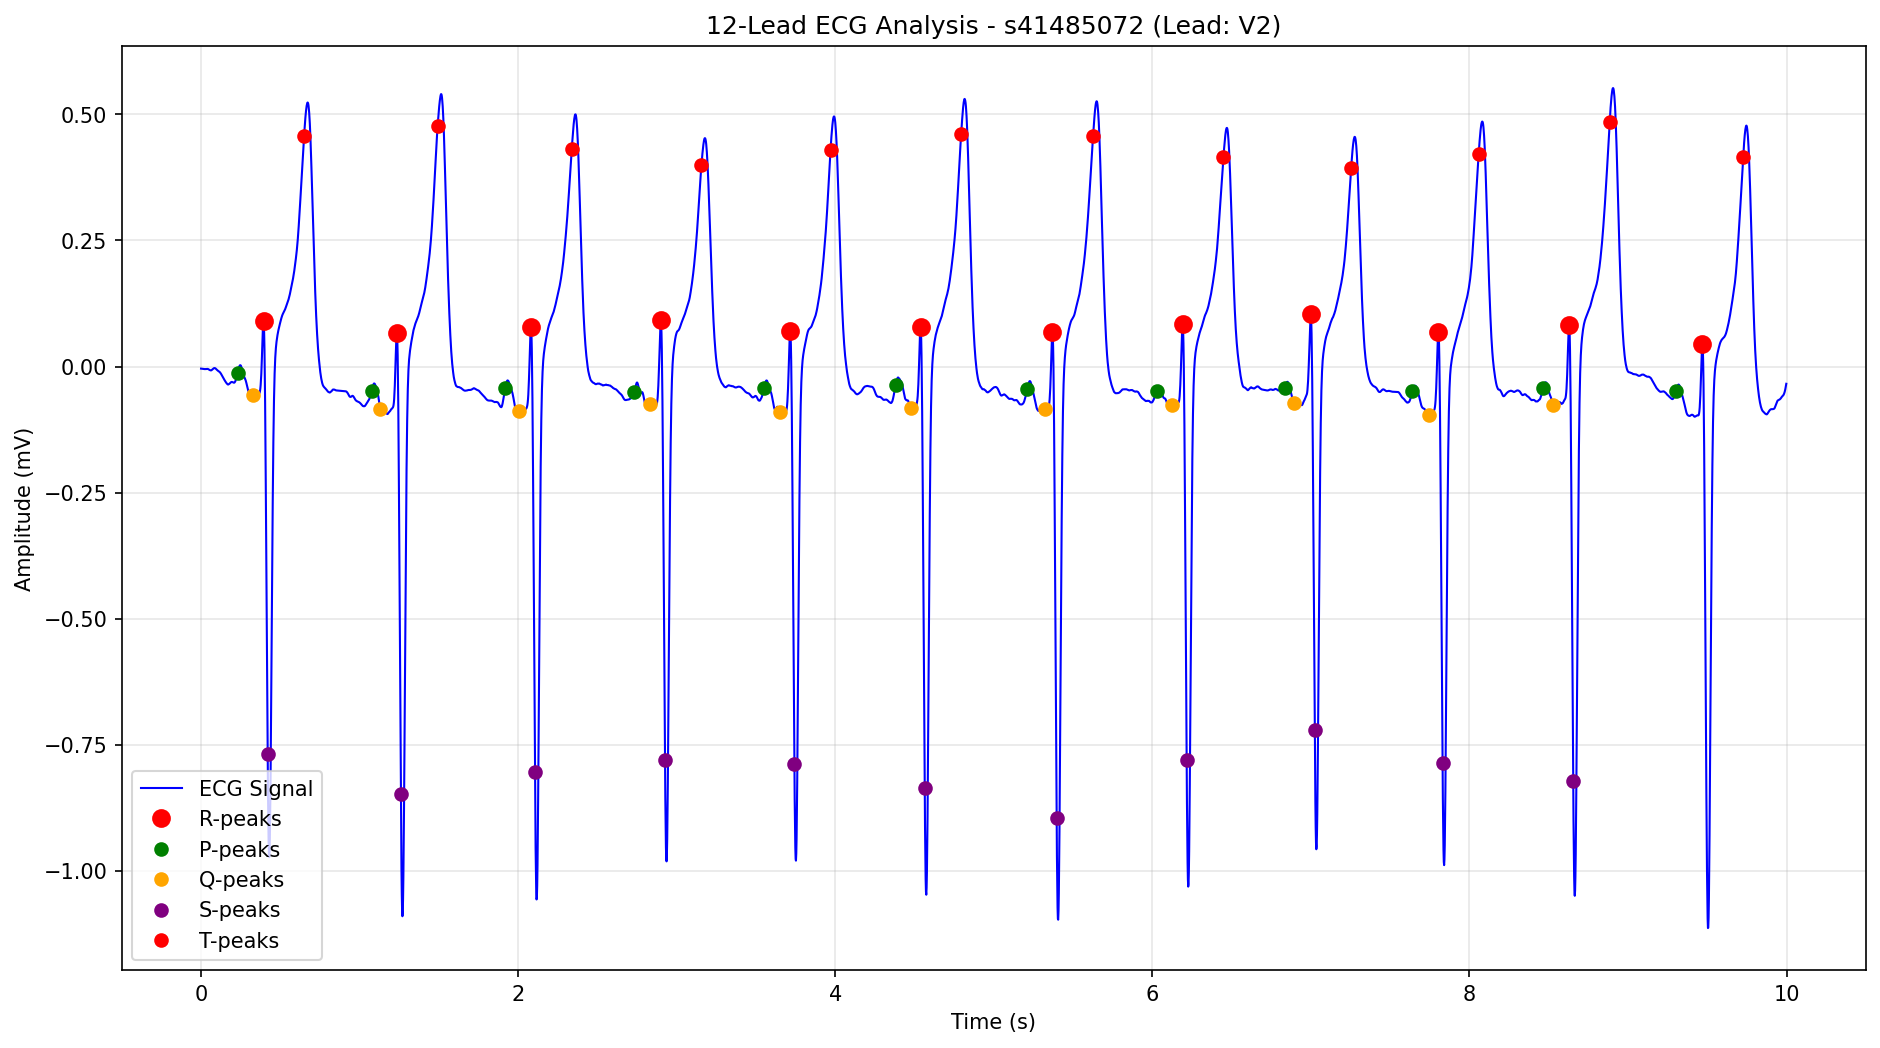 12-Lead ECG Analysis - s41485072 (Lead: V2)
Amplitude (mV)
0.50
0.25
0.00
−0.25
−0.50
−0.75
−1.00
ECG Signal
R-peaks
P-peaks
Q-peaks
S-peaks
T-peaks
0 2 4 6 8 10
Time (s)